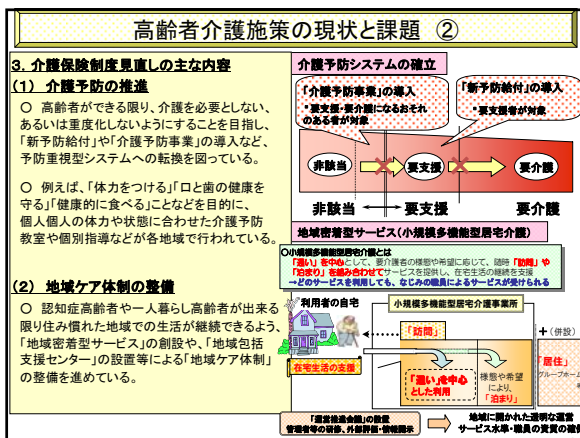 高齢者介護施策の現状と課題 ②
3. 介護保険制度見直しの主な内容
(1) 介護予防の推進
○ 高齢者ができる限り、介護を必要としない、
あるいは重度化しないようにすることを目指し、
「新予防給付」や「介護予防事業」の導入など、
予防重視型システムへの転換を図っている。
○ 例えば、「体力をつける」「口と歯の健康を
守る」「健康的に食べる」ことなどを目的に、
個人個人の体力や状態に合わせた介護予防
教室や個別指導などが各地域で行われている。
(2) 地域ケア体制の整備
○ 認知症高齢者や一人暮らし高齢者が出来る
限り住み慣れた地域での生活が継続できるよう、
「地域密着型サービス」の創設や、「地域包括
支援センター」の設置等による「地域ケア体制」
の整備を進めている。
介護予防システムの確立
「介護予防事業」の導入
*要支援・要介護になるおそれ
のある者が対象
「新予防給付」の導入
*要支援者が対象
非該当
要支援
要介護
非該当
要支援
要介護
地域密着型サービス(小規模多機能型居宅介護)
○小規模多機能型居宅介護とは
「通い」を中心として、要介護者の様態や希望に応じて、随時「訪問」や
「泊まり」を組み合わせてサービスを提供し、在宅生活の継続を支援
→どのサービスを利用しても、なじみの職員によるサービスが受けられる
利用者の自宅
在宅生活の支援
小規模多機能型居宅介護事業所
「訪問」
「通い」を中心
とした利用
様態や希望
により、
「泊まり」
+(併設)
「居住」
グループホーム
「運営推進会議」の設置
管理者等の研修、外部評価・情報開示
地域に開かれた透明な運営
サービス水準・職員の資質の確保